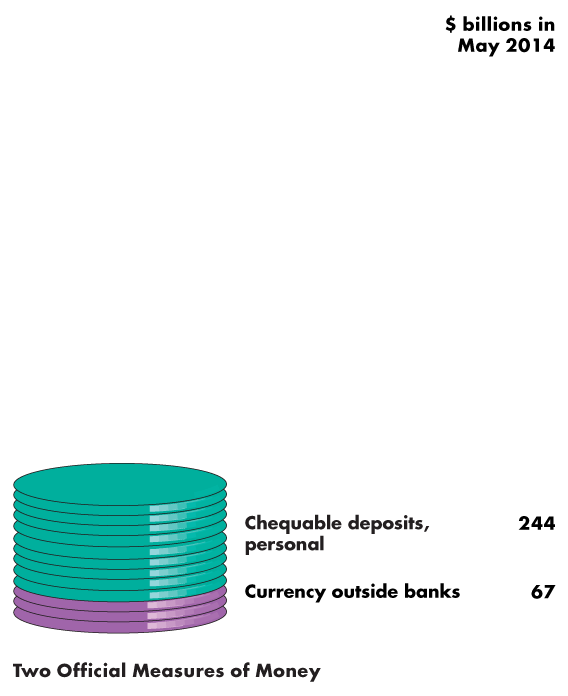 $ billions in
May 2014
Chequable deposits, 244
personal
Currency outside banks 67
Two Official Measures of Money